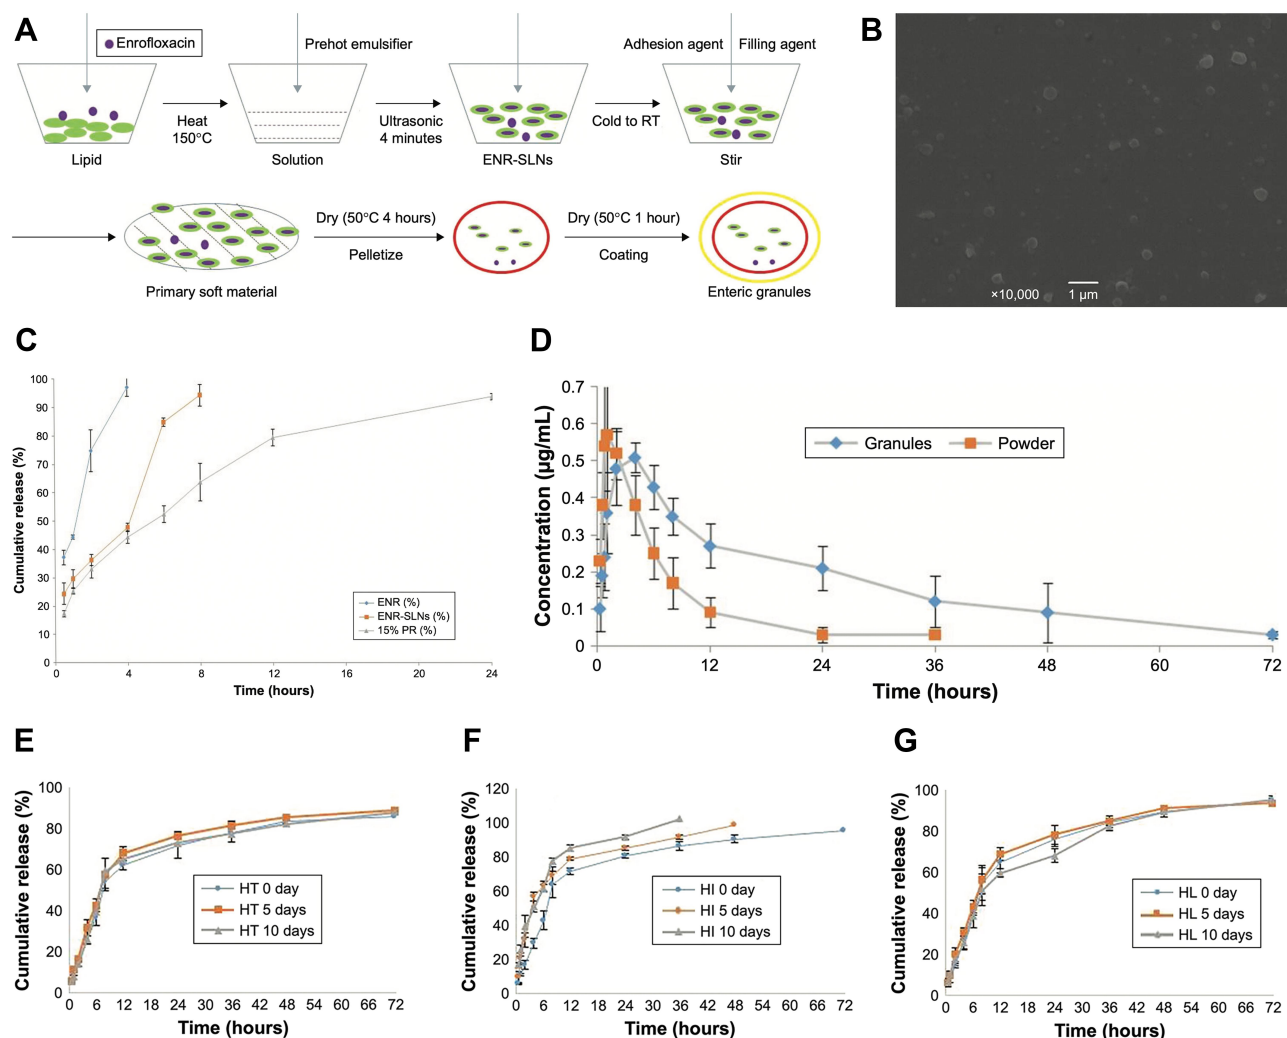 A
Enrofloxacin
Prehot emulsifier
Adhesion agent
Filling agent
Heat
150°C
Ultrasonic
4 minutes
Cold to RT
Lipid
Solution
ENR-SLNs
Stir
Dry (50°C 4 hours)
Pelletize
Dry (50°C 1 hour)
Coating
Primary soft material
Enteric granules
B
×10,000
1 µm
C
Cumulative release (%)
100
90
80
70
60
50
40
30
20
10
0
0 4 8 12 16 20 24
Time (hours)
ENR (%)
ENR-SLNs (%)
15% PR (%)
D
Concentration (µg/mL)
0.7
0.6
0.5
0.4
0.3
0.2
0.1
0
0 12 24 36 48 60 72
Time (hours)
Granules
Powder
E
Cumulative release (%)
100
80
60
40
20
0
0 6 12 18 24 30 36 42 48 54 60 66 72
Time (hours)
HT 0 day
HT 5 days
HT 10 days
F
Cumulative release (%)
120
100
80
60
40
20
0
0 6 12 18 24 30 36 42 48 54 60 66 72
Time (hours)
HI 0 day
HI 5 days
HI 10 days
G
Cumulative release (%)
100
80
60
40
20
0
0 6 12 18 24 30 36 42 48 54 60 66 72
Time (hours)
HL 0 day
HL 5 days
HL 10 days